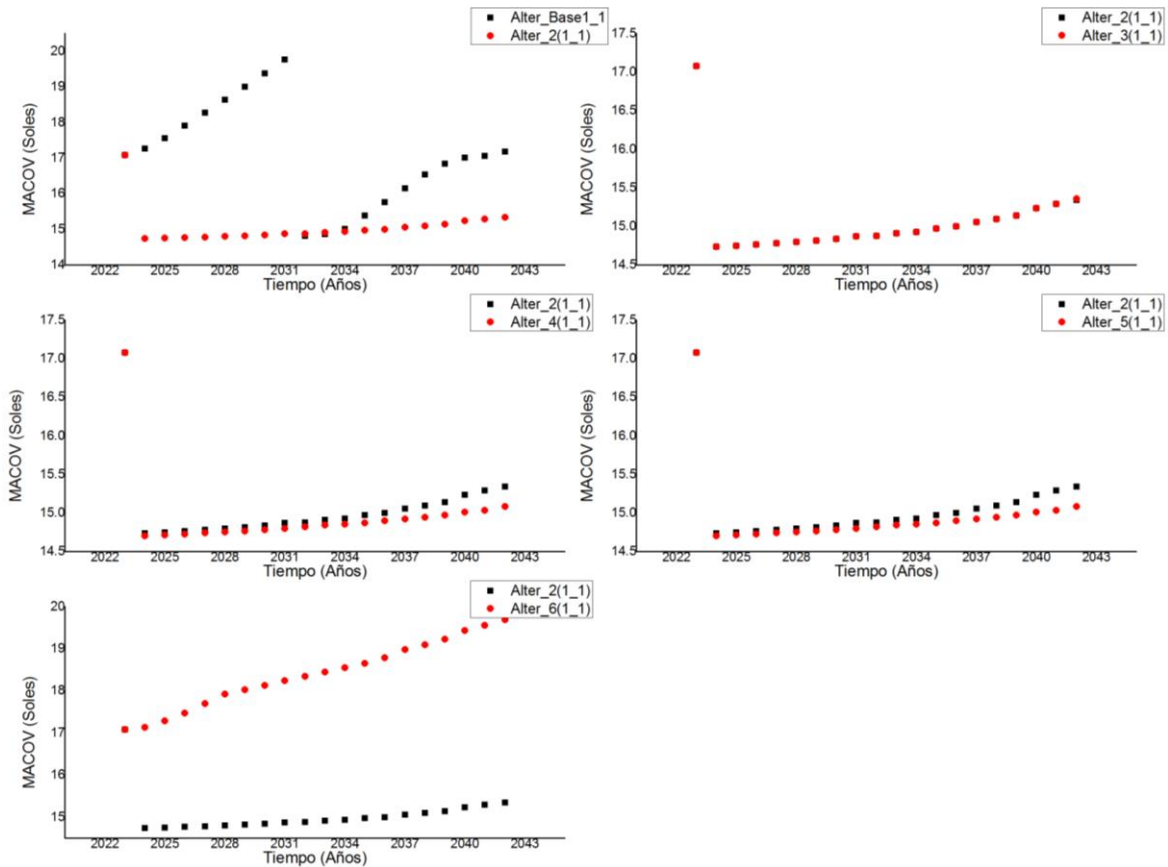 Alter_Base1_1
Alter_2(1_1)
20
19
18
17
16
15
14
MACOV (Soles)
2022 2025 2028 2031 2034 2037 2040 2043
Tiempo (Años)
Alter_2(1_1)
Alter_3(1_1)
17.5
17.0
16.5
16.0
15.5
15.0
14.5
MACOV (Soles)
2022 2025 2028 2031 2034 2037 2040 2043
Tiempo (Años)
Alter_2(1_1)
Alter_4(1_1)
17.5
17.0
16.5
16.0
15.5
15.0
14.5
MACOV (Soles)
2022 2025 2028 2031 2034 2037 2040 2043
Tiempo (Años)
Alter_2(1_1)
Alter_5(1_1)
17.5
17.0
16.5
16.0
15.5
15.0
14.5
MACOV (Soles)
2022 2025 2028 2031 2034 2037 2040 2043
Tiempo (Años)
Alter_2(1_1)
Alter_6(1_1)
20
19
18
17
16
15
MACOV (Soles)
2022 2025 2028 2031 2034 2037 2040 2043
Tiempo (Años)